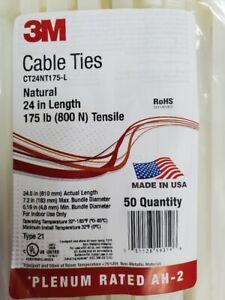 3M
Cable Ties
CT24NT175-L
Natural
24 in Length
175 lb (800 N) Tensile
RoHS
MADE IN USA
24.0 in (610 mm) Actual Length
7.2 in (183 mm) Max. Bundle Diameter
0.19 in (4.8 mm) Min. Bundle Diameter
For Indoor Use Only
50 Quantity
Type 21
PLENUM RATED AH-2